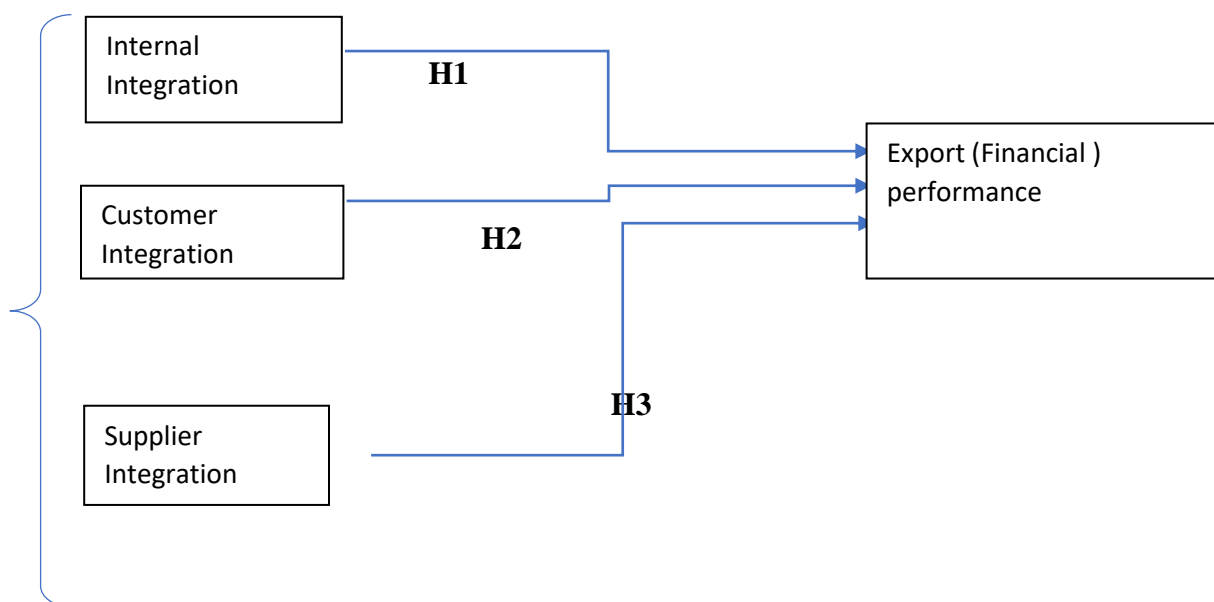 Internal
Integration
H1
Export (Financial )
performance
Customer
Integration
H2
H3
Supplier
Integration